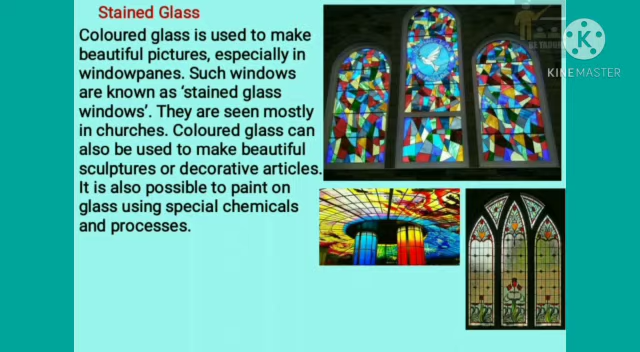 Stained Glass
Coloured glass is used to make
beautiful pictures, especially in
windowpanes. Such windows
are known as ‘stained glass
windows’. They are seen mostly
in churches. Coloured glass can
also be used to make beautiful
sculptures or decorative articles.
It is also possible to paint on
glass using special chemicals
and processes.
K
KINEMASTER